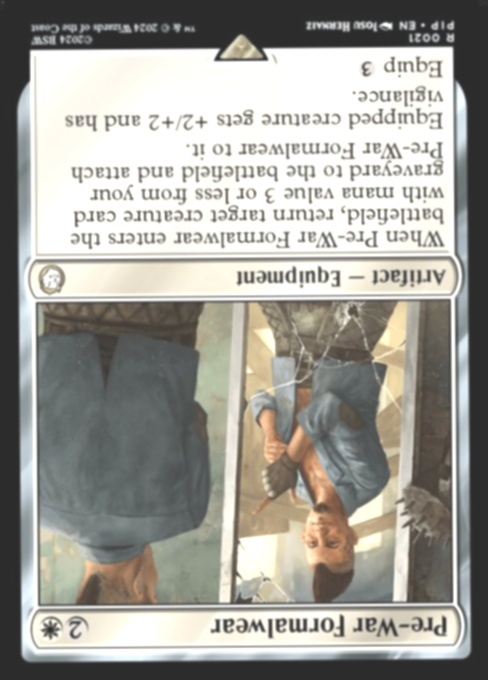 Pre-War Formalwear 2
Artifact — Equipment
When Pre-War Formalwear enters the
battlefield, return target creature card
with mana value 3 or less from your
graveyard to the battlefield and attach
Pre-War Formalwear to it.
Equipped creature gets +2/+2 and has
vigilance.
Equip 3
R 0021
PIP • EN Josu Hernaiz
©2024 BSW
™ & © 2024 Wizards of the Coast